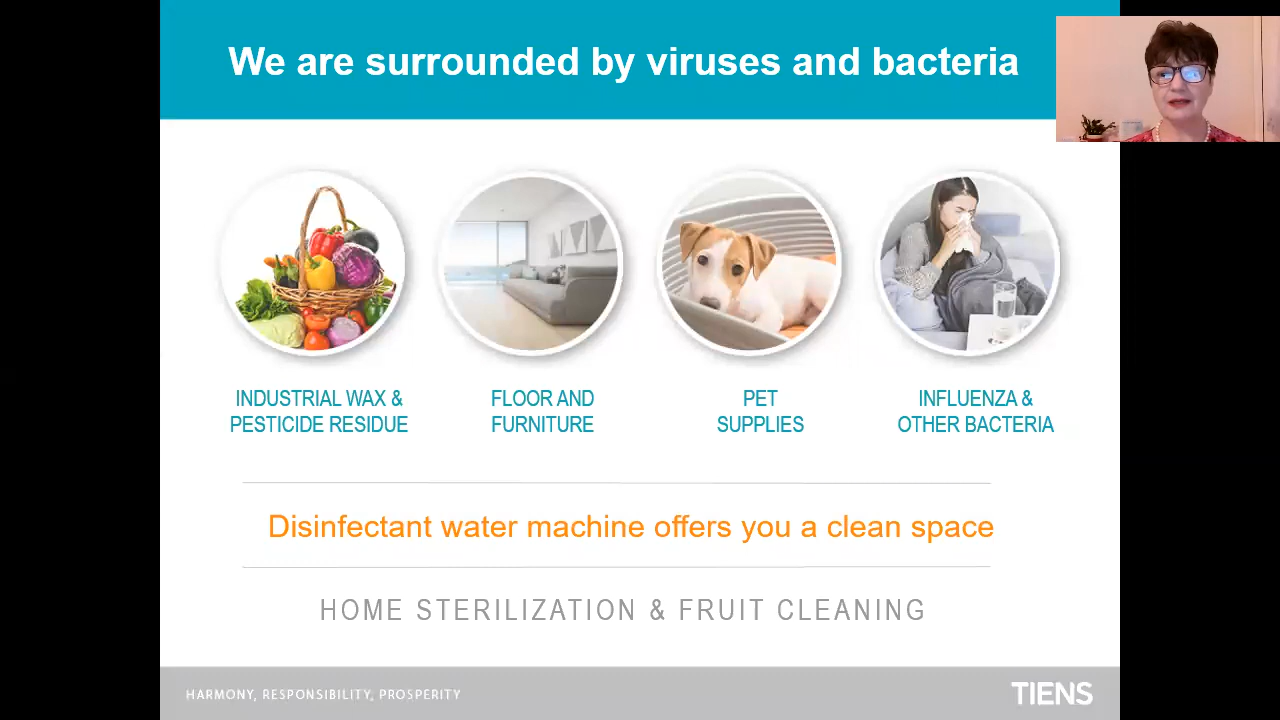 We are surrounded by viruses and bacteria
INDUSTRIAL WAX &
PESTICIDE RESIDUE
FLOOR AND
FURNITURE
PET
SUPPLIES
INFLUENZA &
OTHER BACTERIA
Disinfectant water machine offers you a clean space
HOME STERILIZATION & FRUIT CLEANING
HARMONY, RESPONSIBILITY, PROSPERITY
TIENS